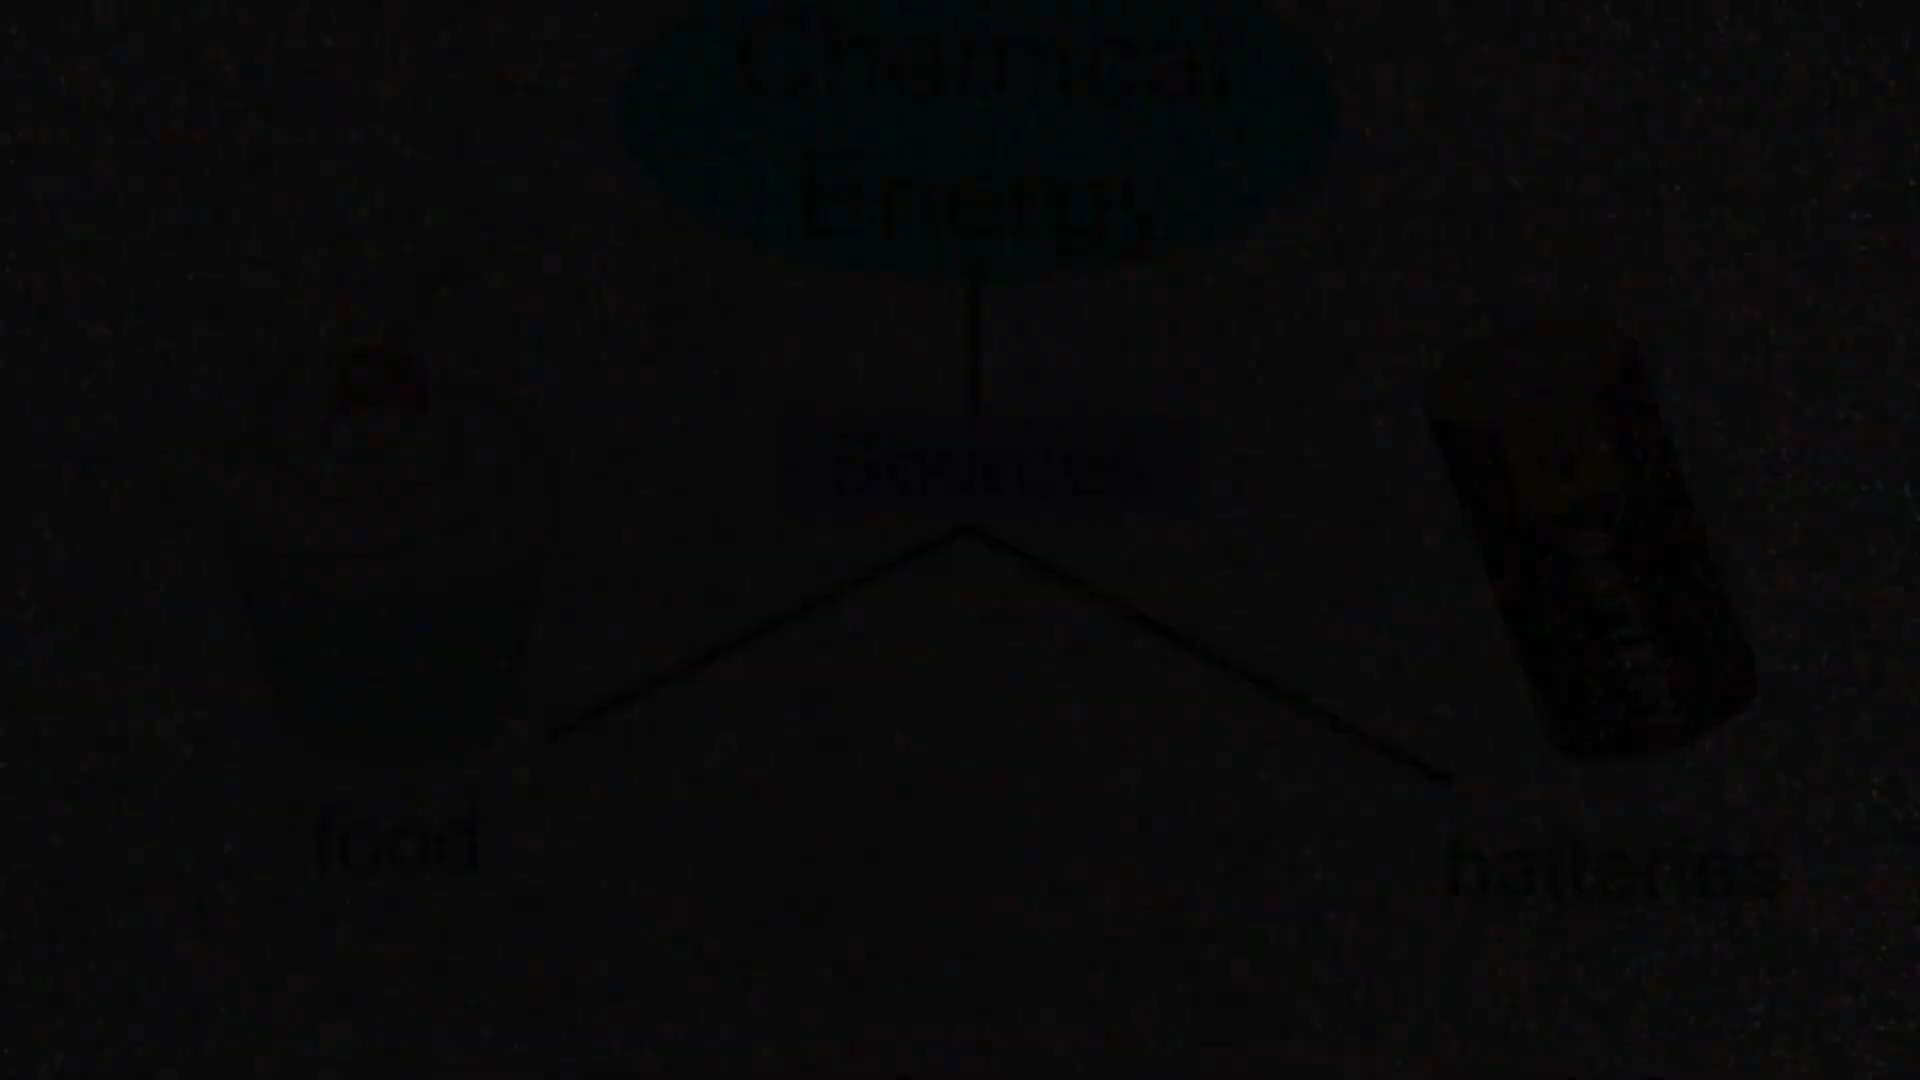 Chemical
Energy
Sources
food
batteries